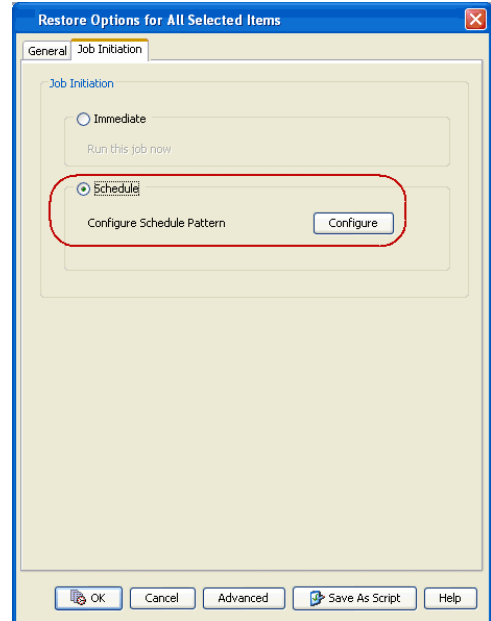 Restore Options for All Selected Items
General Job Initiation
Job Initiation
Immediate
Run this job now
Schedule
Configure Schedule Pattern Configure
OK Cancel Advanced Save As Script Help